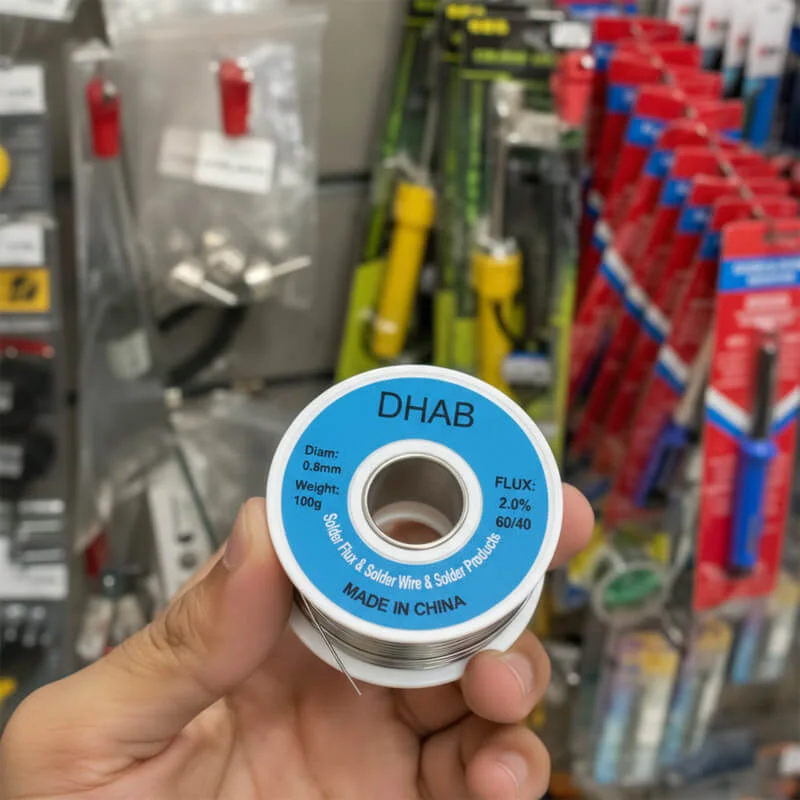 DHAB
Diam:
0.8mm
Weight:
100g
FLUX:
2.0%
60/40
Solder Flux & Solder Wire & Solder Products
MADE IN CHINA